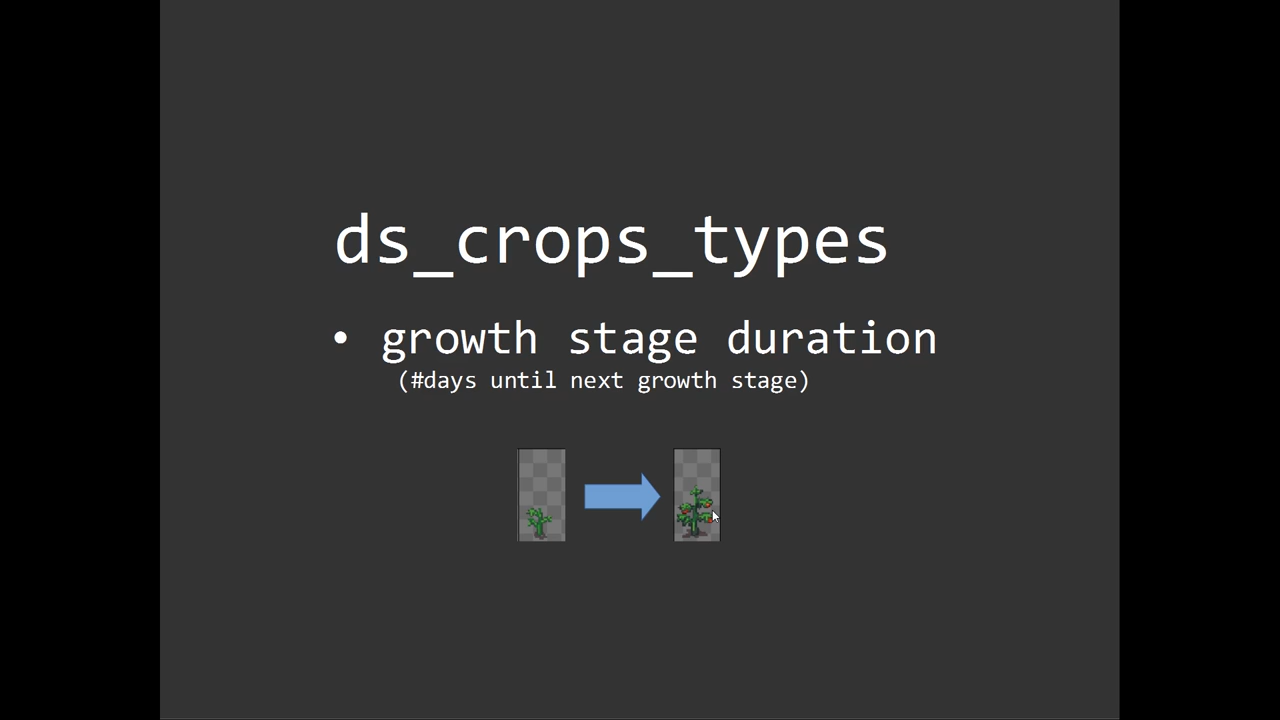 ds_crops_types
• growth stage duration
(#days until next growth stage)